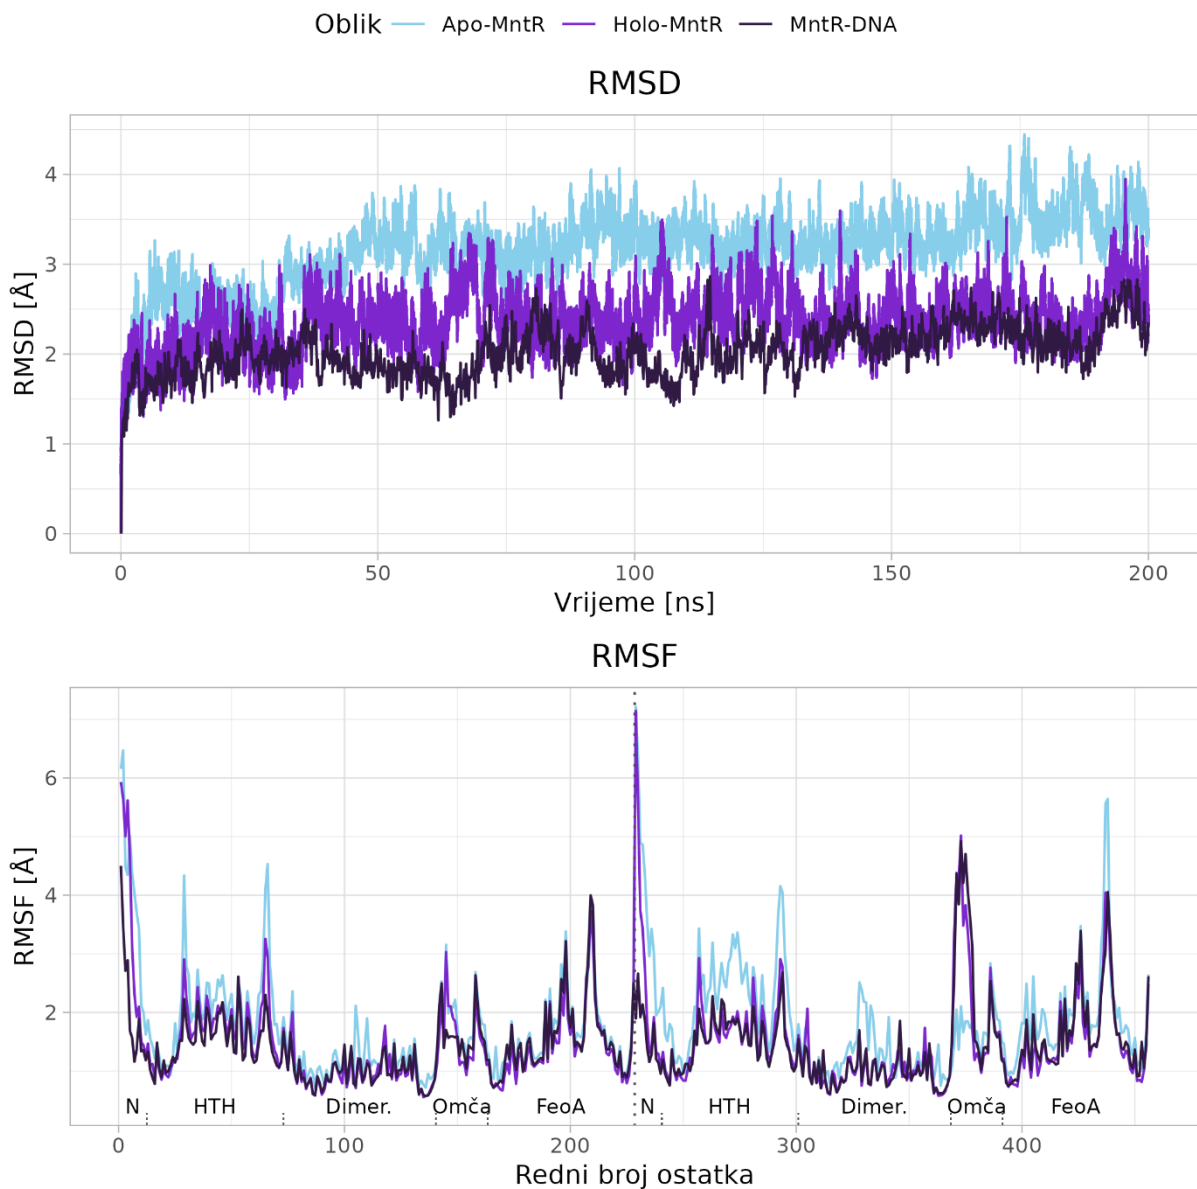 Oblik Apo-MntR Holo-MntR MntR-DNA
RMSD
RMSD [Å]
4
3
2
1
0
0 50 100 150 200
Vrijeme [ns]
RMSF
RMSF [Å]
6
4
2
N HTH Dimer. Omča FeoA N HTH Dimer. Omča FeoA
0 100 200 300 400
Redni broj ostatka